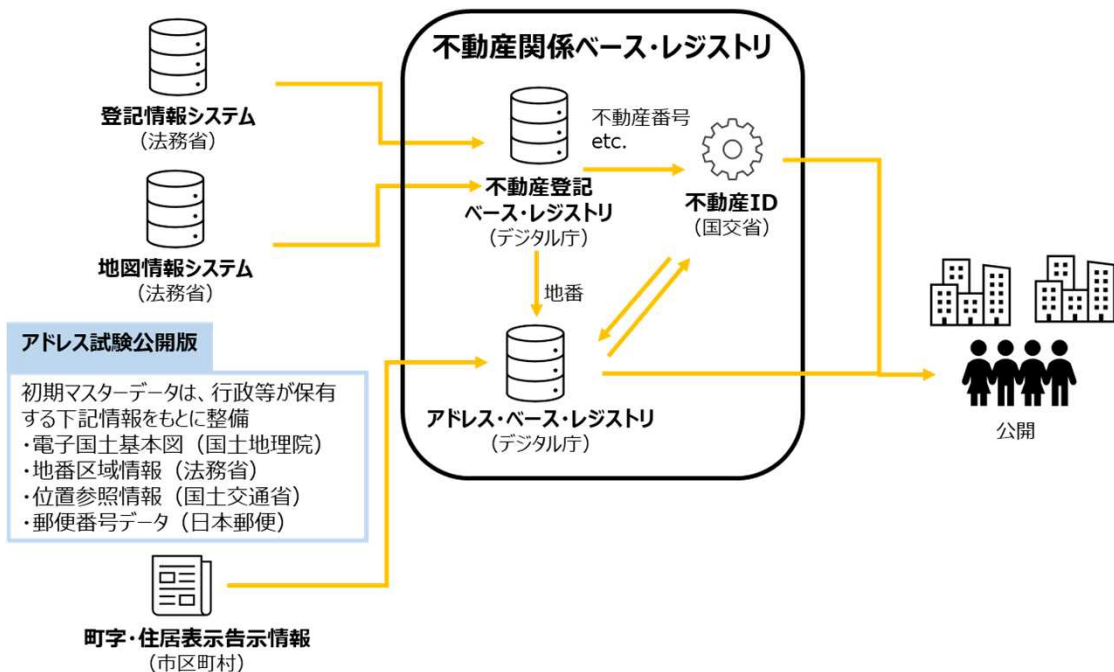 不動産関係ベース・レジストリ
登記情報システム
（法務省）
地図情報システム
（法務省）
不動産番号
etc.
不動産登記
ベース・レジストリ
（デジタル庁）
不動産ID
（国交省）
地番
アドレス・ベース・レジストリ
（デジタル庁）
公開
アドレス試験公開版
初期マスターデータは、行政等が保有
する下記情報をもとに整備
・電子国土基本図（国土地理院）
・地番区域情報（法務省）
・位置参照情報（国土交通省）
・郵便番号データ（日本郵便）
町字・住居表示告示情報
（市区町村）